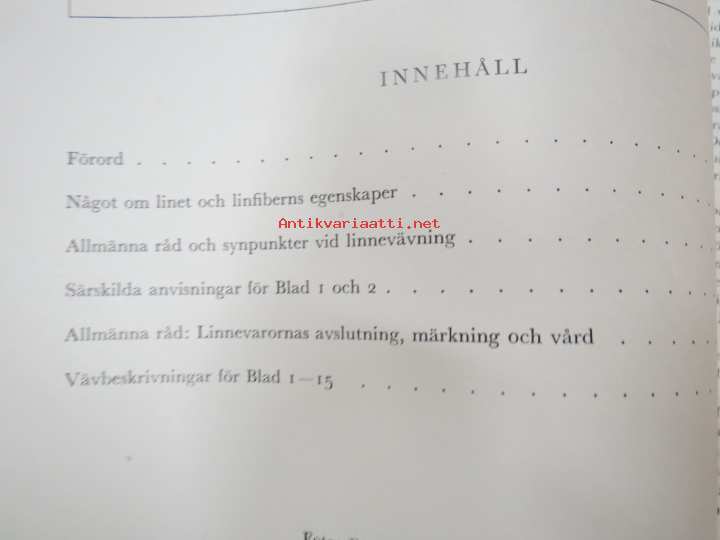 INNEHÅLL
Förord . . . . . . . . . . . . . . . . . .
Något om linet och linfiberns egenskaper . . . . . . . . .
Antikvariaatti.net
Allmänna råd och synpunkter vid linnevävning . . . . . . . .
Särskilda anvisningar för Blad 1 och 2 . . . . . . . . . . .
Allmänna råd: Linnevarornas avslutning, märkning och vård . . . .
Vävbeskrivningar för Blad 1—15 . . . . . . . . . . . .